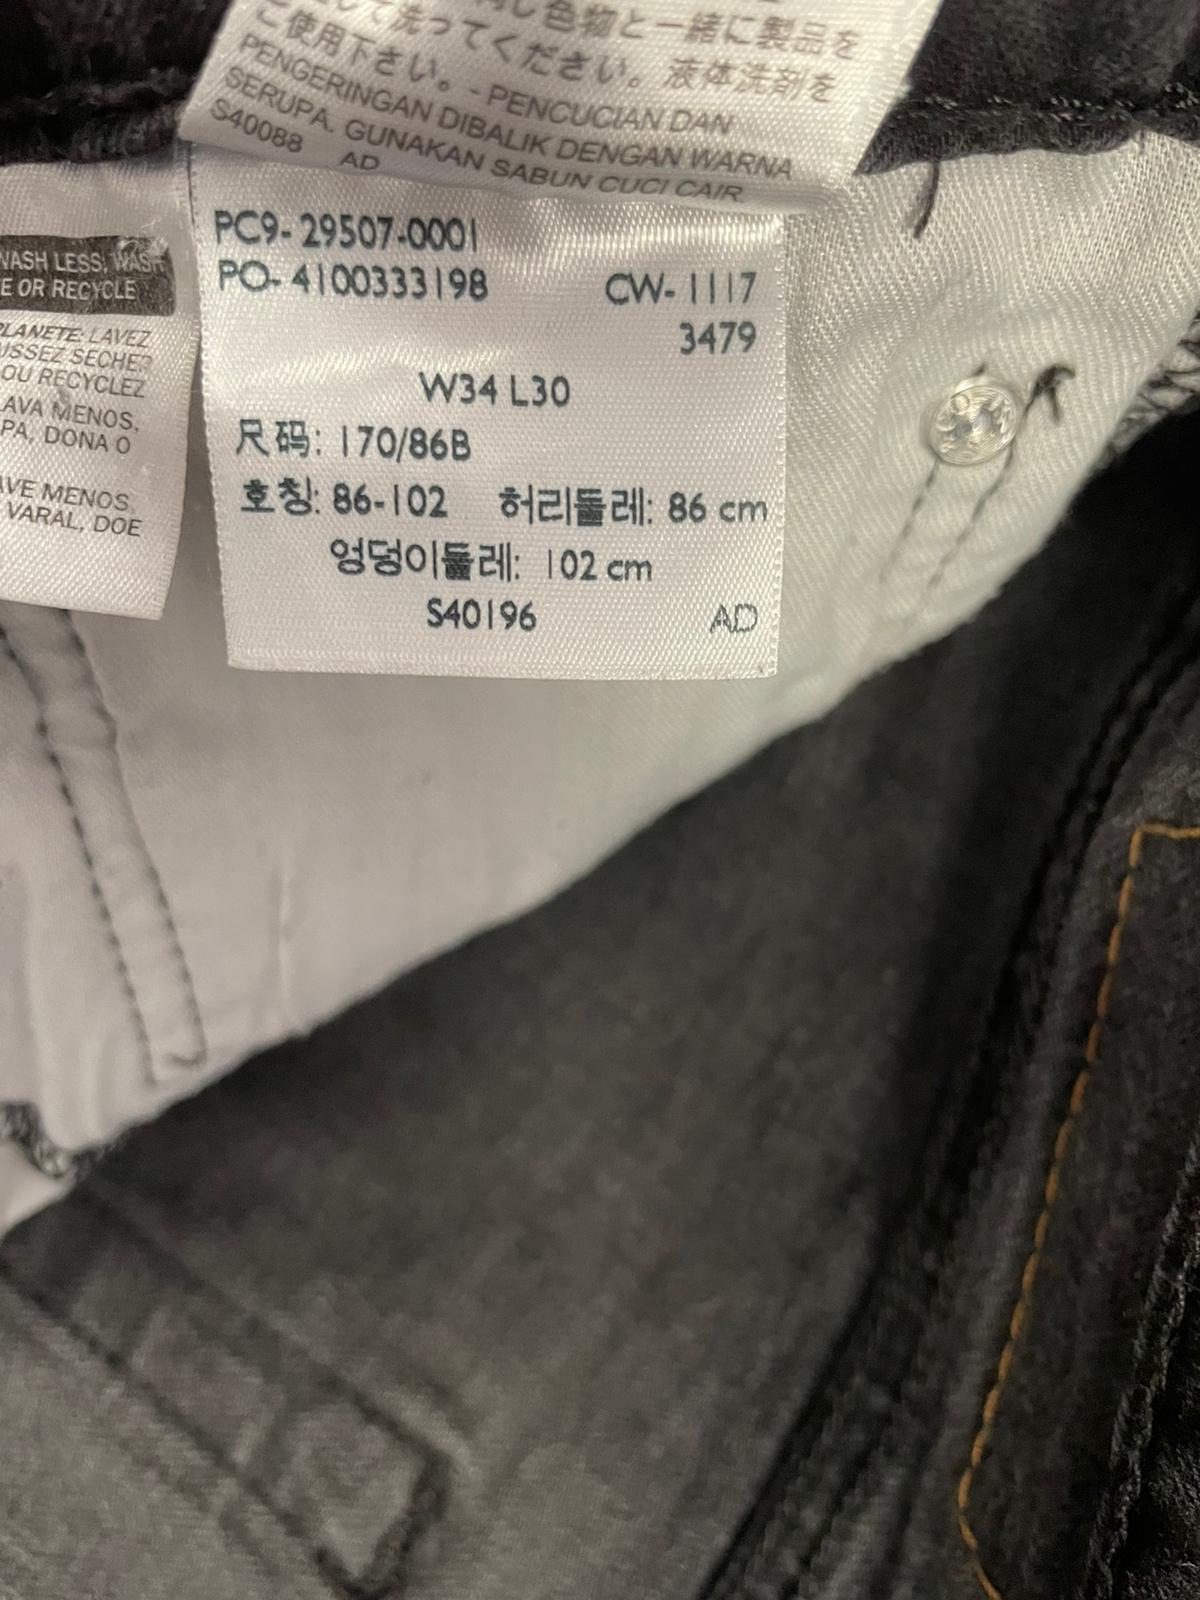 し色物と一緒に製品を
て洗ってください。液体洗剤を
ご使用下さい。- PENCUCIAN DAN
PENGERINGAN DIBALIK DENGAN WARNA
SERUPA. GUNAKAN SABUN CUCI CAIR.
S40088 AD
WASH LESS, WASH
E OR RECYCLE
PLANETE: LAVEZ
ISSEZ SECHER
OU RECYCLEZ
LAVA MENOS,
PA, DONA O
AVE MENOS,
VARAL, DOE
PC9- 29507-0001
PO- 4100333198 CW- 1117
3479
W34 L30
尺码: 170/86B
호칭: 86-102 허리둘레: 86 cm
엉덩이둘레: 102 cm
S40196 AD